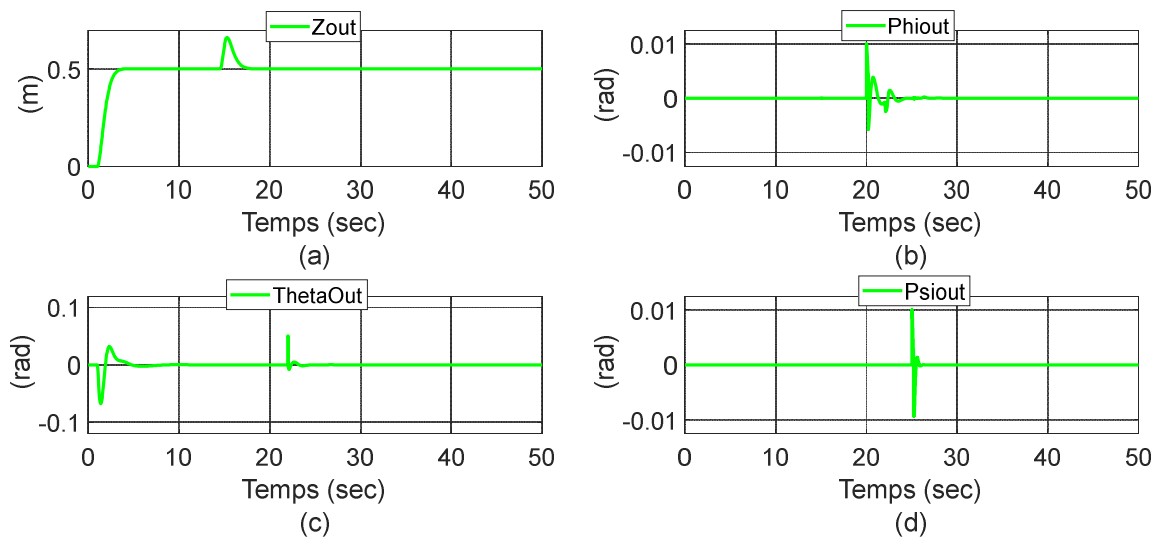 Zout
0.5
0
(m)
0 10 20 30 40 50
Temps (sec)
(a)
Phiout
0.01
0
-0.01
(rad)
0 10 20 30 40 50
Temps (sec)
(b)
ThetaOut
0.1
0
-0.1
(rad)
0 10 20 30 40 50
Temps (sec)
(c)
Psiout
0.01
0
-0.01
(rad)
0 10 20 30 40 50
Temps (sec)
(d)